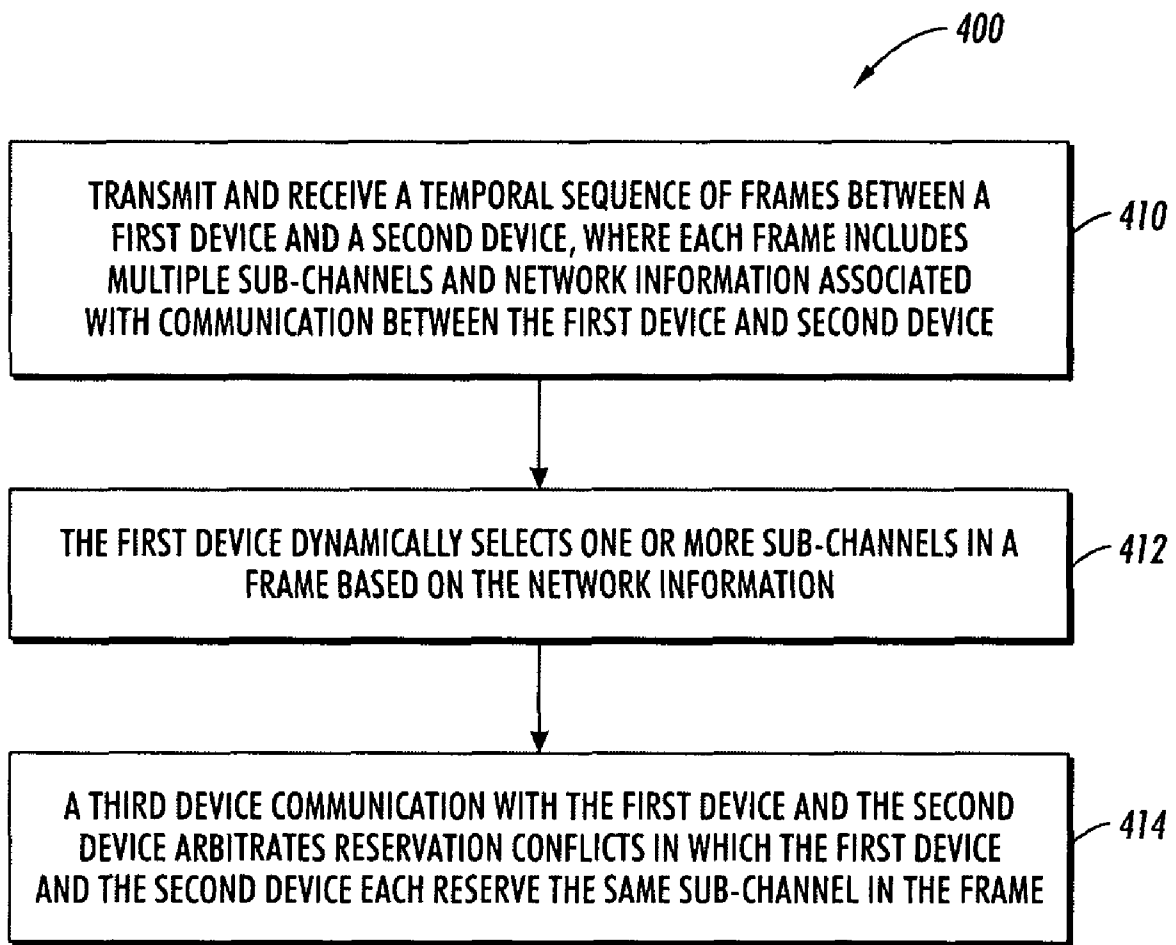 400
TRANSMIT AND RECEIVE A TEMPORAL SEQUENCE OF FRAMES BETWEEN A
FIRST DEVICE AND A SECOND DEVICE, WHERE EACH FRAME INCLUDES
MULTIPLE SUB-CHANNELS AND NETWORK INFORMATION ASSOCIATED
WITH COMMUNICATION BETWEEN THE FIRST DEVICE AND SECOND DEVICE
410
THE FIRST DEVICE DYNAMICALLY SELECTS ONE OR MORE SUB-CHANNELS IN A
FRAME BASED ON THE NETWORK INFORMATION
412
A THIRD DEVICE COMMUNICATION WITH THE FIRST DEVICE AND THE SECOND
DEVICE ARBITRATES RESERVATION CONFLICTS IN WHICH THE FIRST DEVICE
AND THE SECOND DEVICE EACH RESERVE THE SAME SUB-CHANNEL IN THE FRAME
414